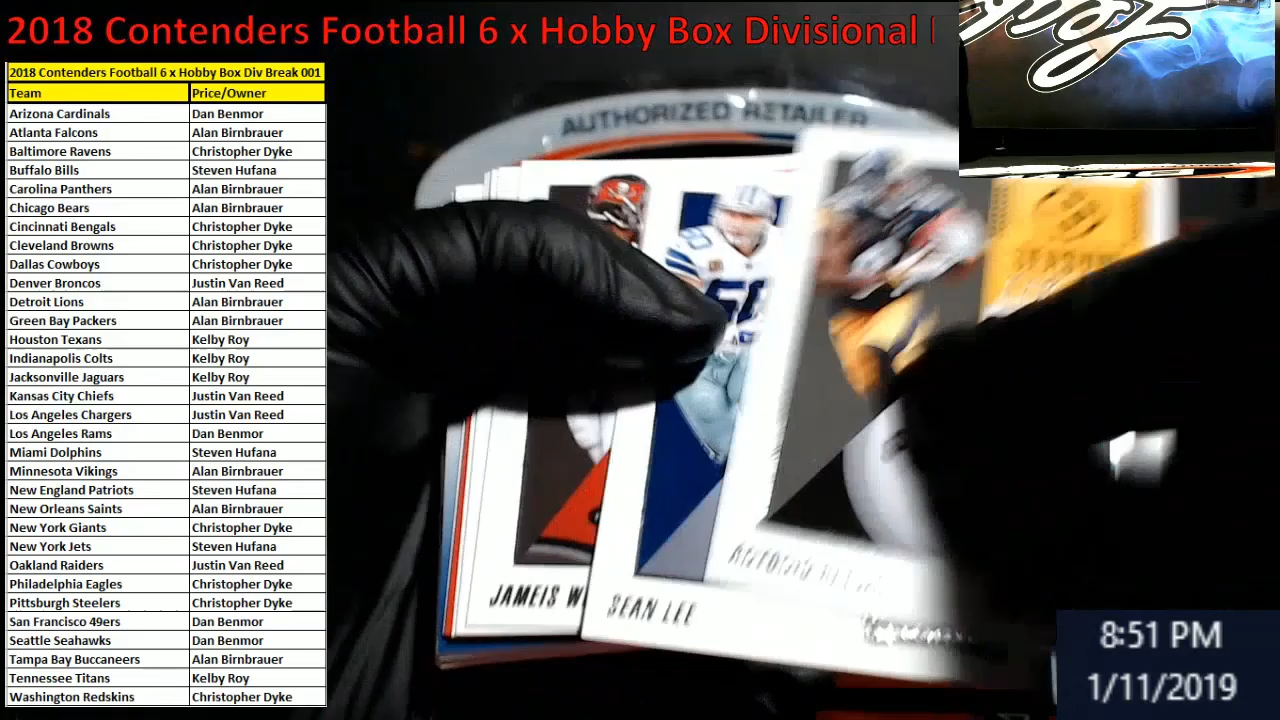 2018 Contenders Football 6 x Hobby Box Divisional
2018 Contenders Football 6 x Hobby Box Div Break 001
Team Price/Owner
Arizona Cardinals Dan Benmor
Atlanta Falcons Alan Birnbrauer
Baltimore Ravens Christopher Dyke
Buffalo Bills Steven Hufana
Carolina Panthers Alan Birnbrauer
Chicago Bears Alan Birnbrauer
Cincinnati Bengals Christopher Dyke
Cleveland Browns Christopher Dyke
Dallas Cowboys Christopher Dyke
Denver Broncos Justin Van Reed
Detroit Lions Alan Birnbrauer
Green Bay Packers Alan Birnbrauer
Houston Texans Kelby Roy
Indianapolis Colts Kelby Roy
Jacksonville Jaguars Kelby Roy
Kansas City Chiefs Justin Van Reed
Los Angeles Chargers Justin Van Reed
Los Angeles Rams Dan Benmor
Miami Dolphins Steven Hufana
Minnesota Vikings Alan Birnbrauer
New England Patriots Steven Hufana
New Orleans Saints Alan Birnbrauer
New York Giants Christopher Dyke
New York Jets Steven Hufana
Oakland Raiders Justin Van Reed
Philadelphia Eagles Christopher Dyke
Pittsburgh Steelers Christopher Dyke
San Francisco 49ers Dan Benmor
Seattle Seahawks Dan Benmor
Tampa Bay Buccaneers Alan Birnbrauer
Tennessee Titans Kelby Roy
Washington Redskins Christopher Dyke
AUTHORIZED RETAILER
SEASON
50
JAMEIS W
SEAN LEE
ANTONIO
8:51 PM
1/11/2019